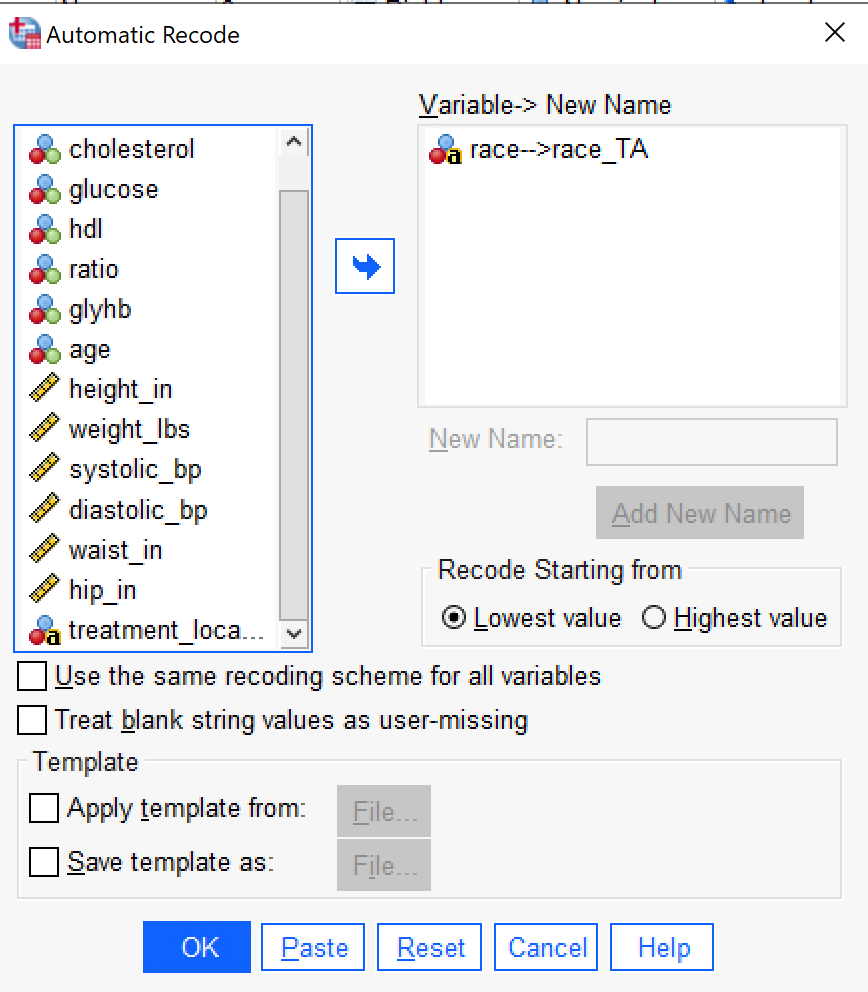 Automatic Recode
Variable-> New Name
cholesterol
glucose
hdl
ratio
glyhb
age
height_in
weight_lbs
systolic_bp
diastolic_bp
waist_in
hip_in
treatment_loca...
race-->race_TA
New Name:
Add New Name
Recode Starting from
Lowest value Highest value
Use the same recoding scheme for all variables
Treat blank string values as user-missing
Template
Apply template from: File...
Save template as: File...
OK Paste Reset Cancel Help